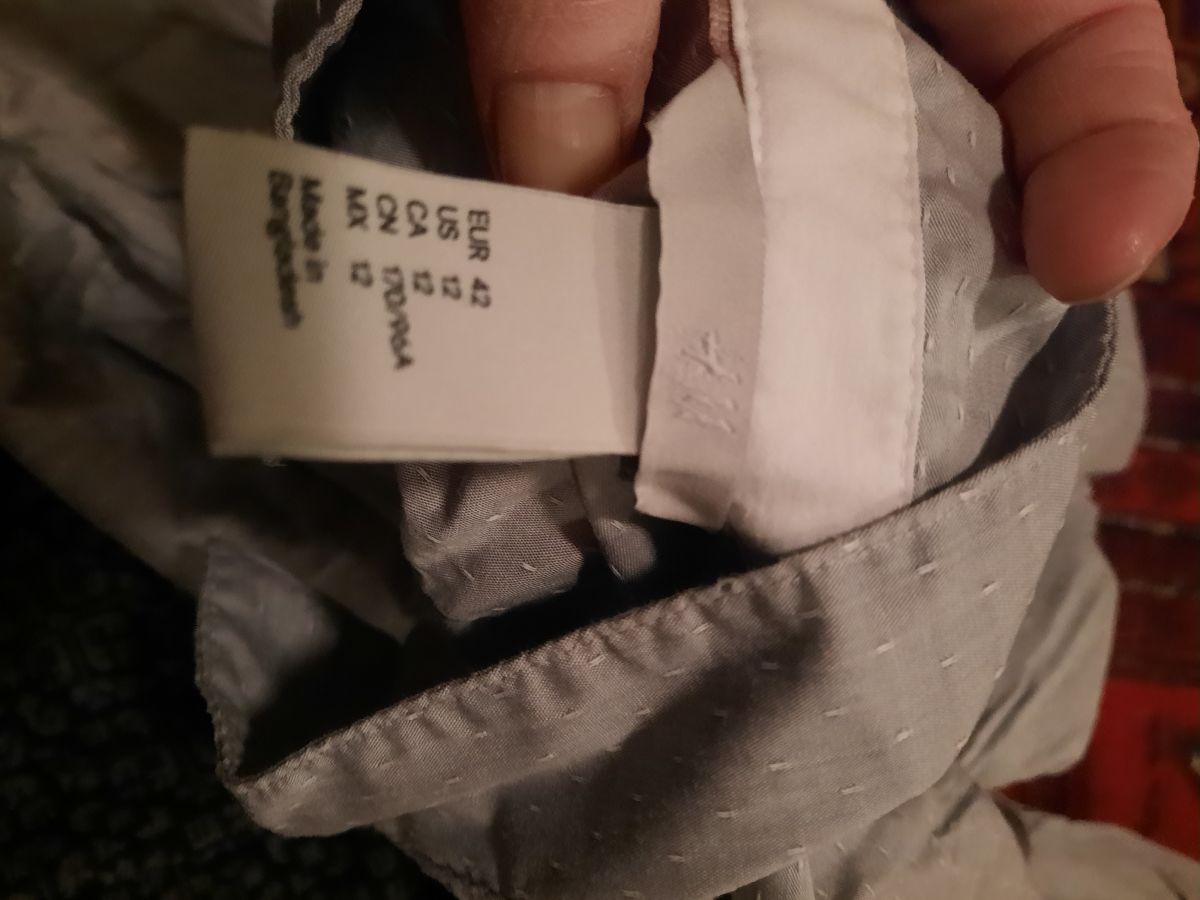 EUR 42
US 12
CA 12
CN 170/96A
MX 12
Made in
Bangladesh